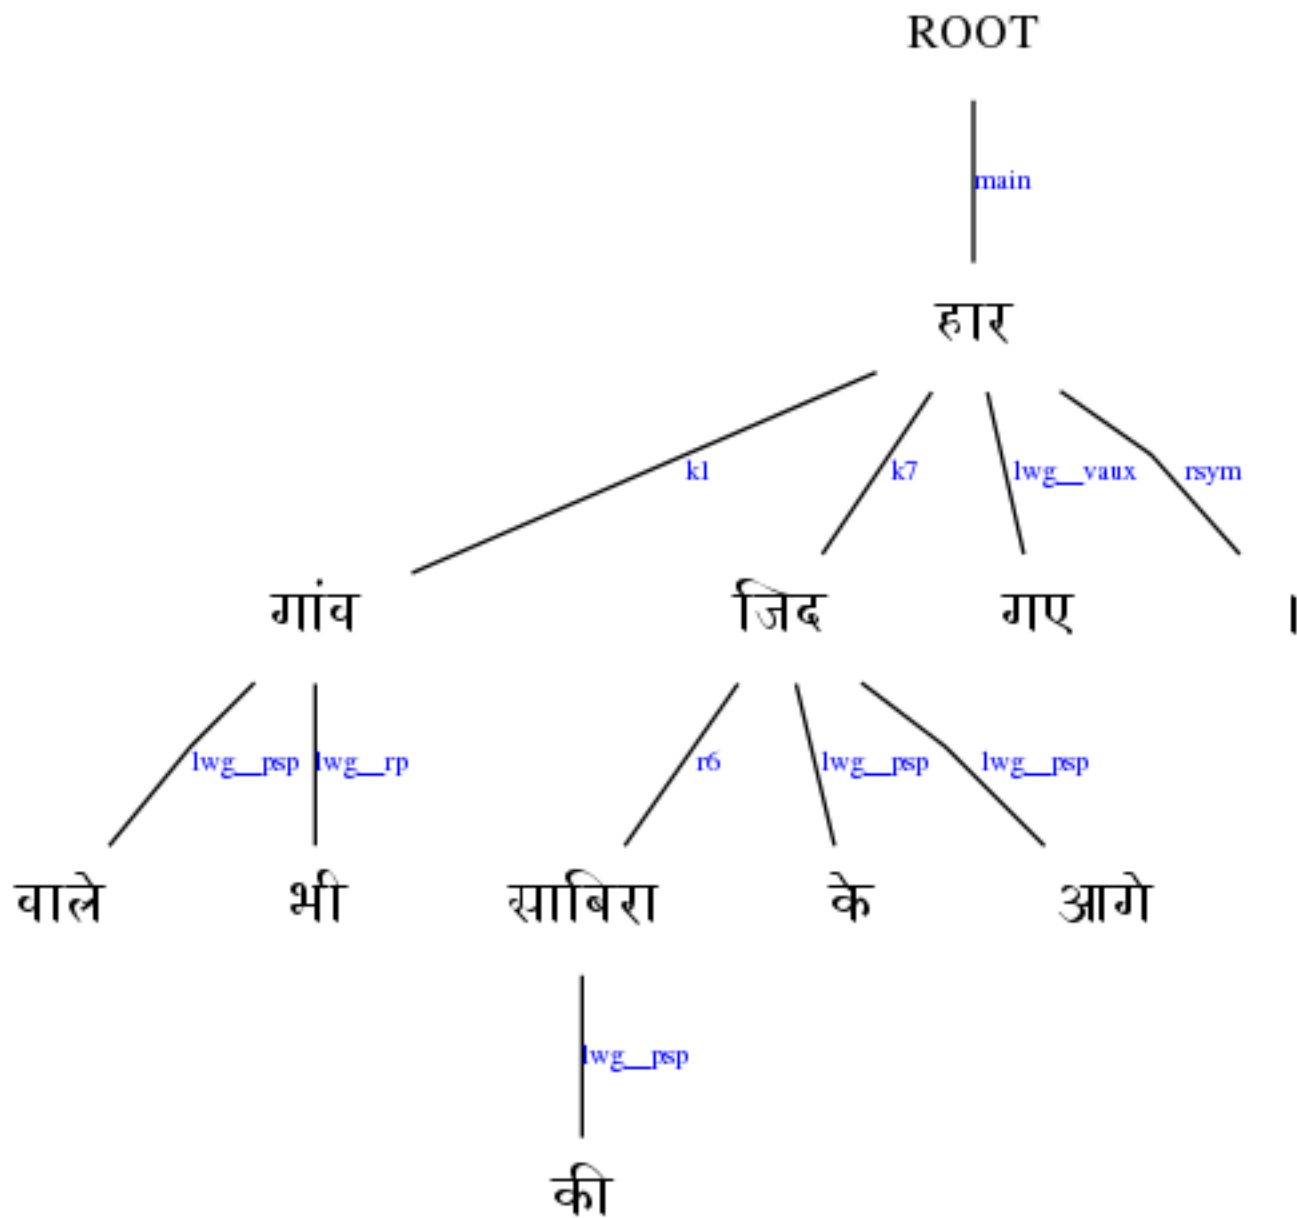 ROOT
main
हार
k1 k7 lwg__vaux rsym
गांव जिद गए ।
lwg__psp lwg__rp r6 lwg__psp lwg__psp
वाले भी साबिरा के आगे
lwg__psp
की